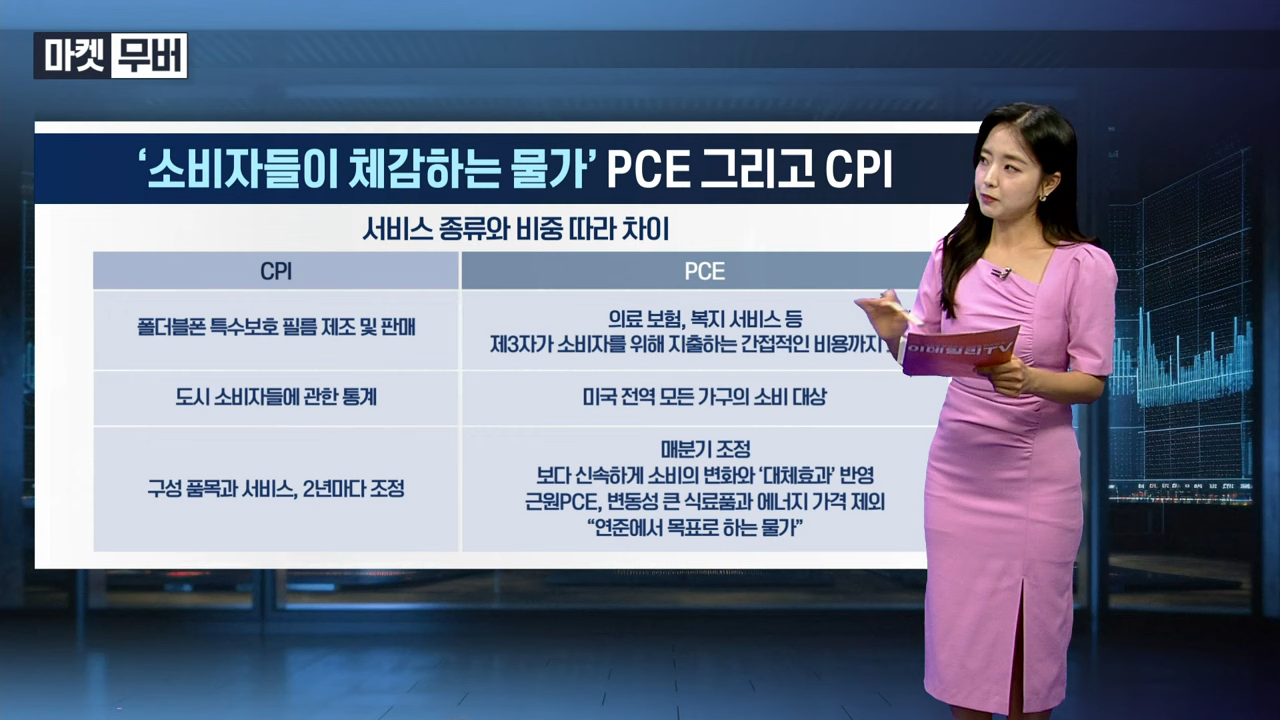 마켓무버
‘소비자들이 체감하는 물가’ PCE 그리고 CPI
서비스 종류와 비중 따라 차이
CPI
PCE
폴더블폰 특수보호 필름 제조 및 판매
의료 보험, 복지 서비스 등
제3자가 소비자를 위해 지출하는 간접적인 비용까지
도시 소비자들에 관한 통계
미국 전역 모든 가구의 소비 대상
구성 품목과 서비스, 2년마다 조정
매분기 조정
보다 신속하게 소비의 변화와 ‘대체효과’ 반영
근원PCE, 변동성 큰 식료품과 에너지 가격 제외
“연준에서 목표로 하는 물가”
이데일리TV